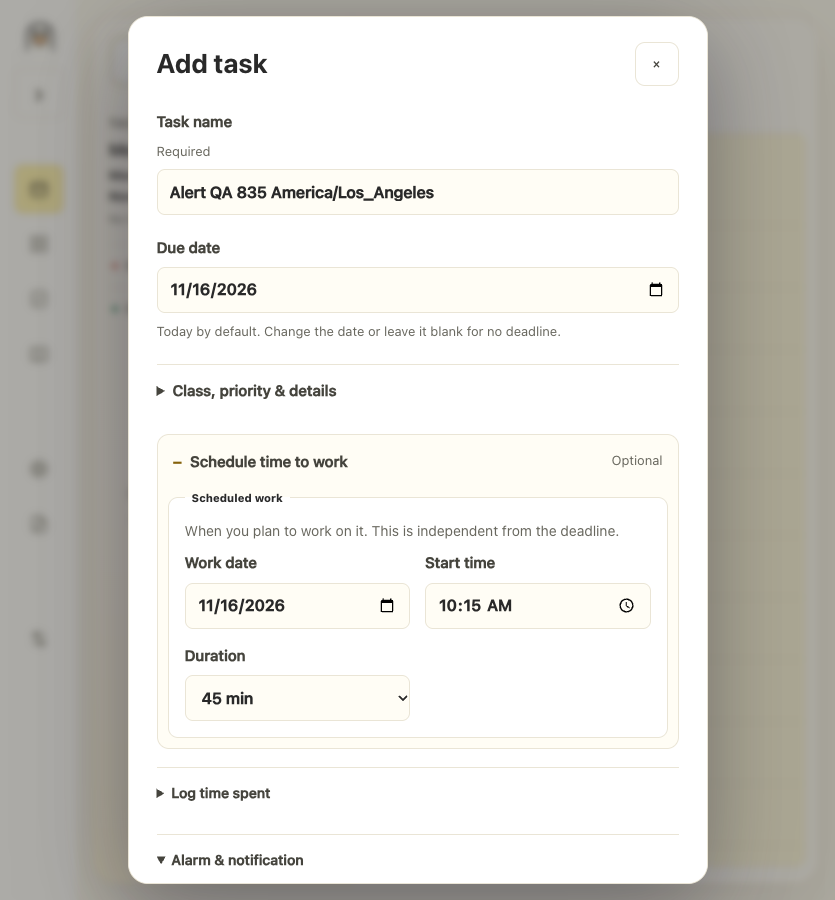 Add task
×
Task name
Required
Alert QA 835 America/Los_Angeles
Due date
11/16/2026
Today by default. Change the date or leave it blank for no deadline.
Class, priority & details
– Schedule time to work
Optional
Scheduled work
When you plan to work on it. This is independent from the deadline.
Work date
Start time
11/16/2026
10:15 AM
Duration
45 min
Log time spent
Alarm & notification